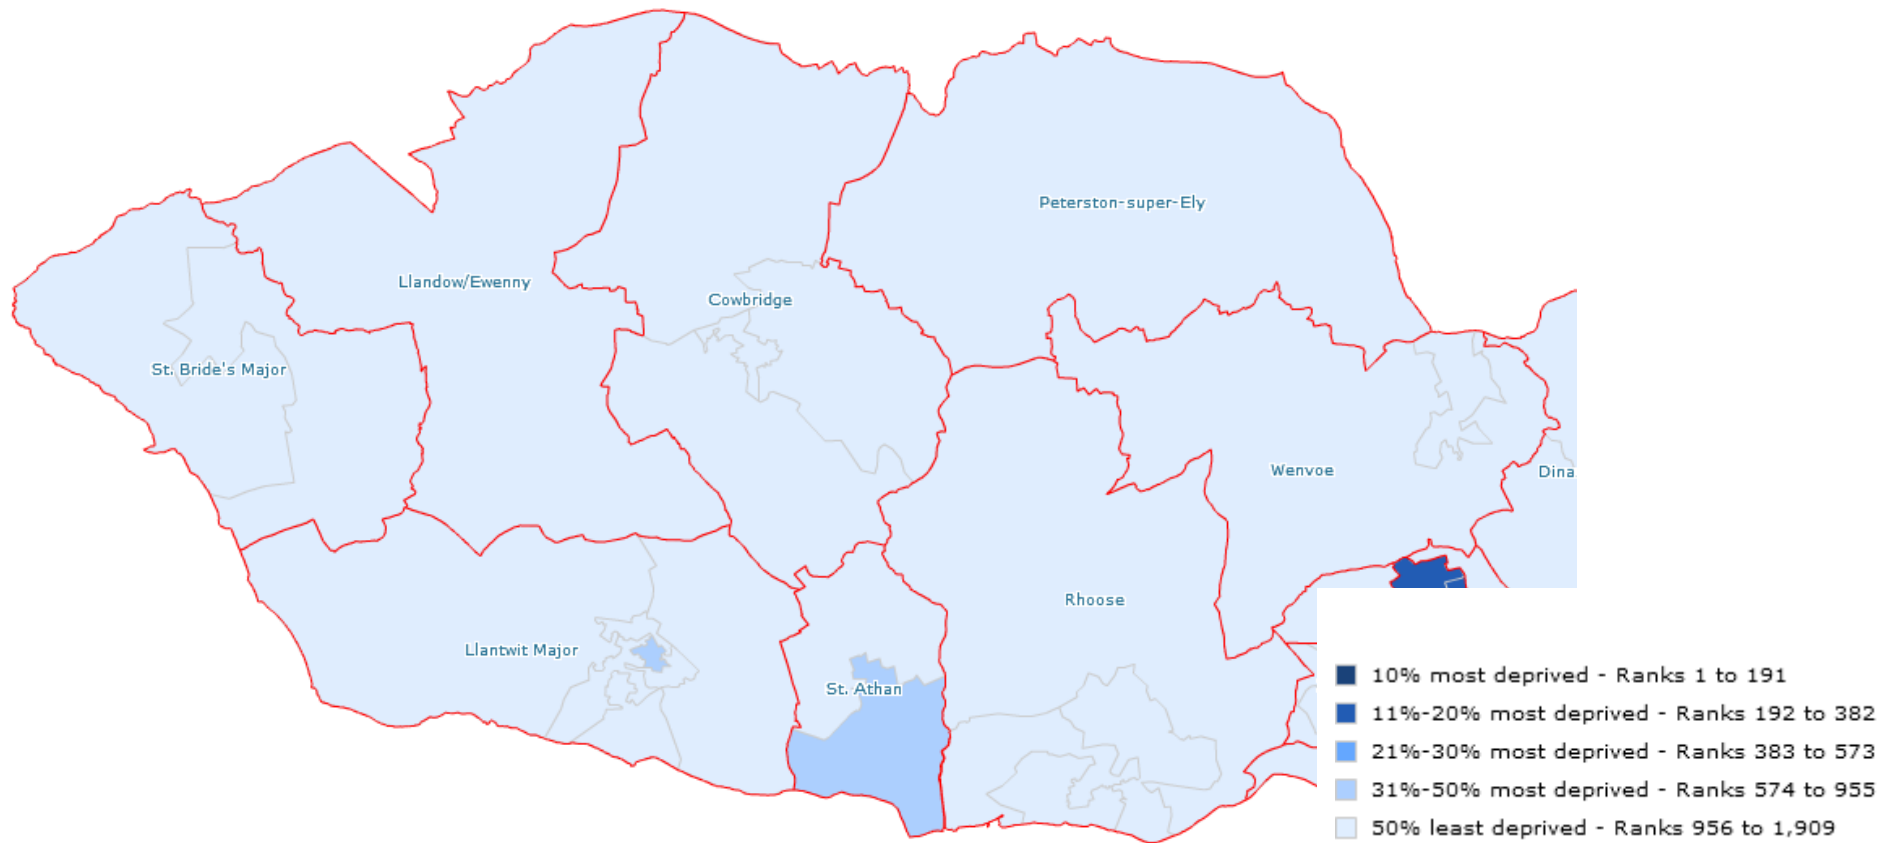 Peterston-super-Ely
Llandow/Ewenny
Cowbridge
St. Bride's Major
Wenvoe
Dina
Rhoose
Llantwit Major
St. Athan
10% most deprived - Ranks 1 to 191
11%-20% most deprived - Ranks 192 to 382
21%-30% most deprived - Ranks 383 to 573
31%-50% most deprived - Ranks 574 to 955
50% least deprived - Ranks 956 to 1,909